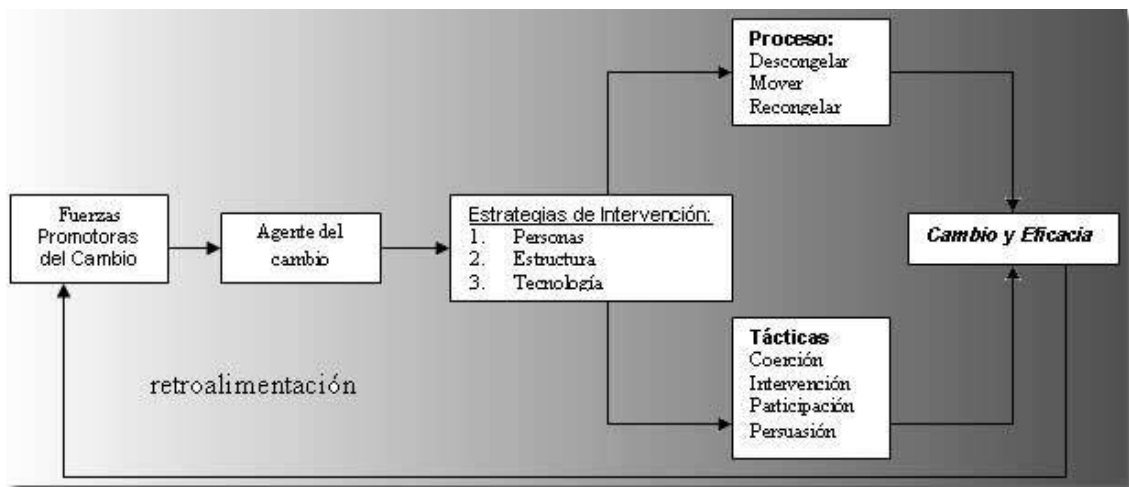 Proceso:
Descongelar
Mover
Recongelar
Fuerzas
Promotoras
del Cambio
Agente del
cambio
Estrategias de Intervención:
1. Personas
2. Estructura
3. Tecnología
Cambio y Eficacia
Tácticas
Coerción
Intervención
Participación
Persuasión
retroalimentación